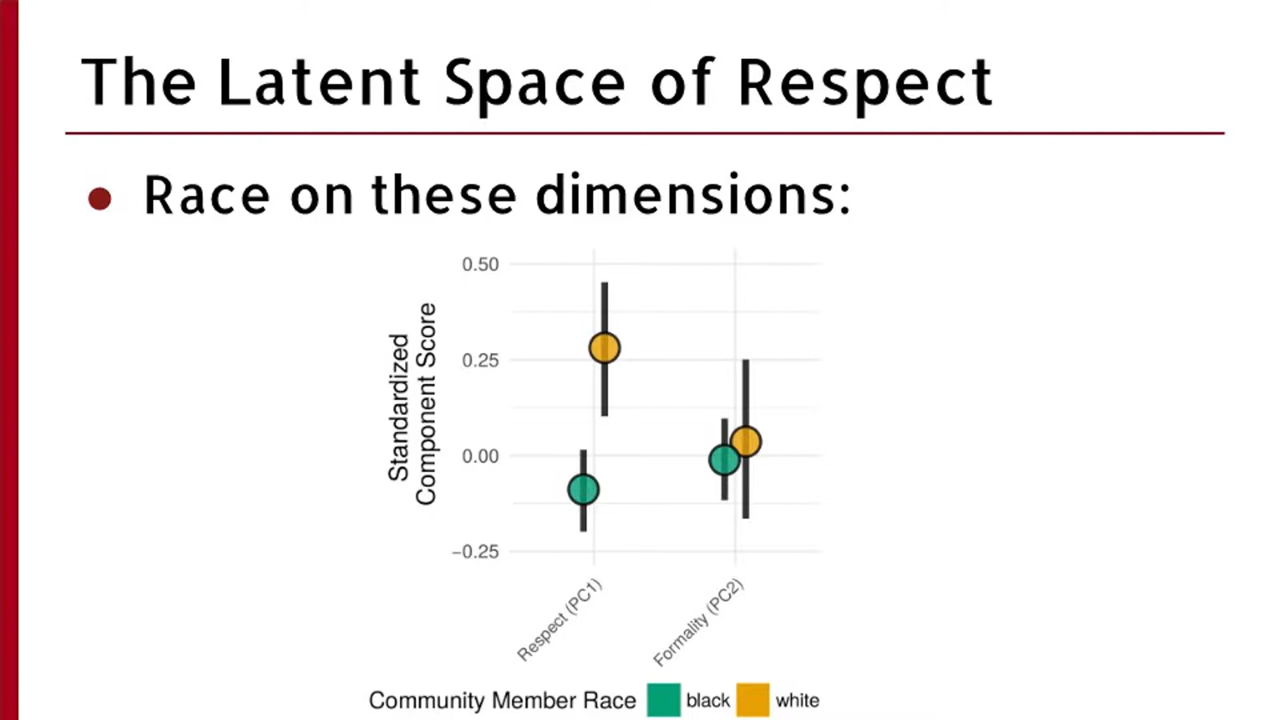 The Latent Space of Respect
● Race on these dimensions:
0.50
0.25
0.00
−0.25
Standardized
Component Score
Respect (PC1)
Formality (PC2)
Community Member Race black white